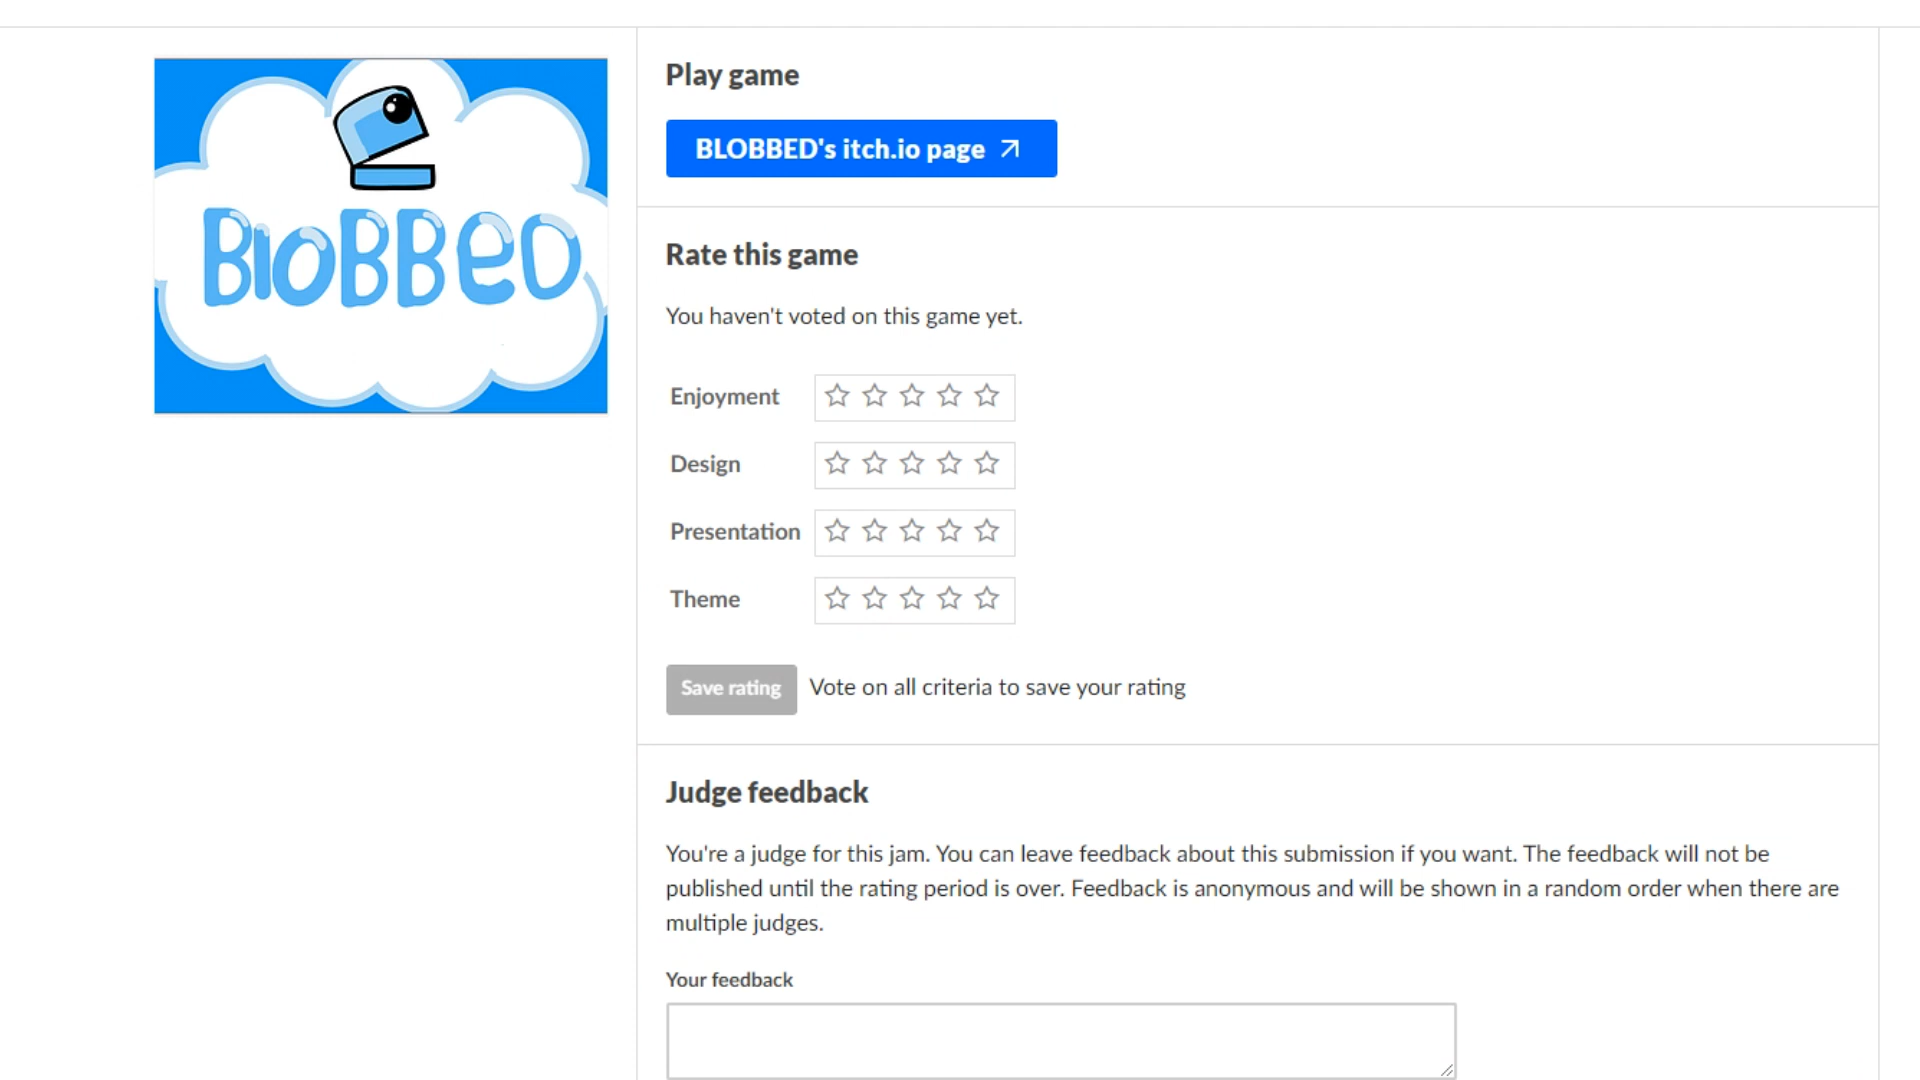 BloBBeD
Play game
BLOBBED's itch.io page
Rate this game
You haven't voted on this game yet.
Enjoyment
Design
Presentation
Theme
Save rating Vote on all criteria to save your rating
Judge feedback
You're a judge for this jam. You can leave feedback about this submission if you want. The feedback will not be
published until the rating period is over. Feedback is anonymous and will be shown in a random order when there are
multiple judges.
Your feedback